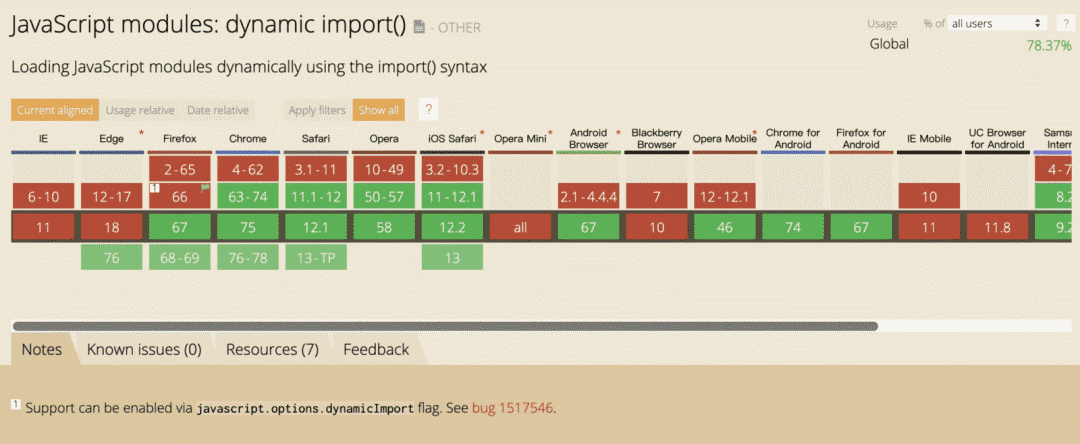 JavaScript modules: dynamic import() - OTHER
Usage % of all users ?
Global 78.37%
Loading JavaScript modules dynamically using the import() syntax
Current aligned Usage relative Date relative Apply filters Show all ?
IE Edge * Firefox Chrome Safari Opera iOS Safari * Opera Mini * Android Browser * Blackberry Browser Opera Mobile * Chrome for Android Firefox for Android IE Mobile UC Browser for Android Samsu Intern
2-65 4-62 3.1-11 10-49 3.2-10.3 4-7
6-10 12-17 1 66 63-74 11.1-12 50-57 11-12.1 2.1-4.4.4 7 12-12.1 10 8.2
11 18 67 75 12.1 58 12.2 all 67 10 46 74 67 11 11.8 9.2
76 68-69 76-78 13-TP 13
Notes Known issues (0) Resources (7) Feedback
1 Support can be enabled via javascript.options.dynamicImport flag. See bug 1517546.